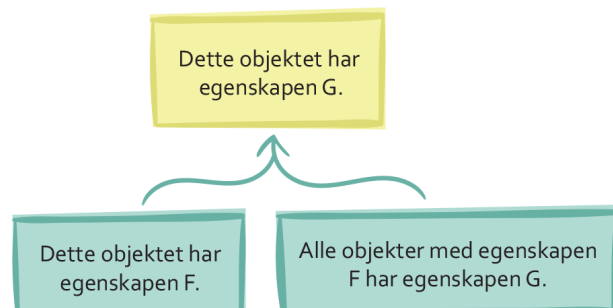 Dette objektet har
egenskapen G.
Dette objektet har
egenskapen F.
Alle objekter med egenskapen
F har egenskapen G.